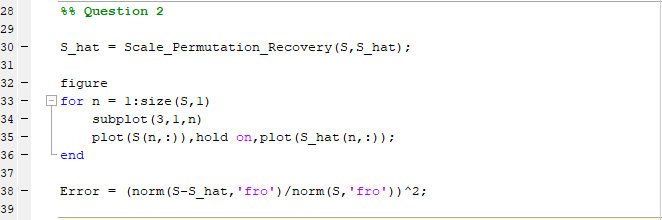 28 %% Question 2
29
30 - S_hat = Scale_Permutation_Recovery(S,S_hat);
31
32 - figure
33 - for n = 1:size(S,1)
34 - subplot(3,1,n)
35 - plot(S(n,:)),hold on,plot(S_hat(n,:));
36 - end
37
38 - Error = (norm(S-S_hat,'fro')/norm(S,'fro'))^2;
39